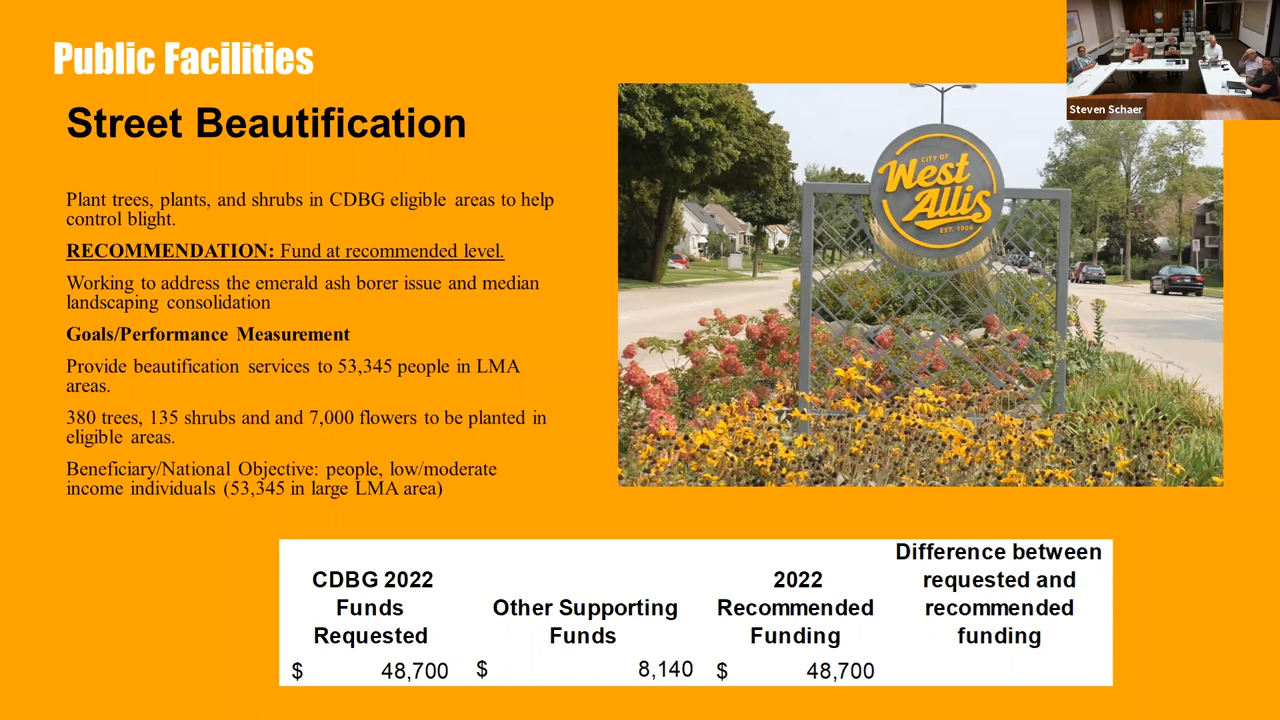 Public Facilities
Steven Schaer
Street Beautification
CITY OF
West
Allis
EST. 1906
Plant trees, plants, and shrubs in CDBG eligible areas to help
control blight.
RECOMMENDATION: Fund at recommended level.
Working to address the emerald ash borer issue and median
landscaping consolidation
Goals/Performance Measurement
Provide beautification services to 53,345 people in LMA
areas.
380 trees, 135 shrubs and and 7,000 flowers to be planted in
eligible areas.
Beneficiary/National Objective: people, low/moderate
income individuals (53,345 in large LMA area)
CDBG 2022
Funds
Requested
Other Supporting
Funds
2022
Recommended
Funding
Difference between
requested and
recommended
funding
$ 48,700 $ 8,140 $ 48,700